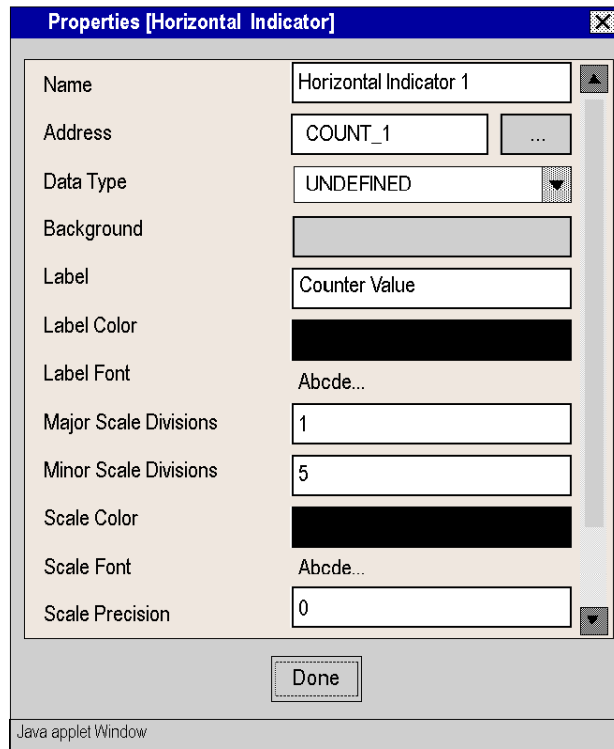 Properties [Horizontal Indicator]
Name Horizontal Indicator 1
Address COUNT_1 ...
Data Type UNDEFINED
Background
Label Counter Value
Label Color
Label Font Abcde...
Major Scale Divisions 1
Minor Scale Divisions 5
Scale Color
Scale Font Abcde...
Scale Precision 0
Done
Java applet Window